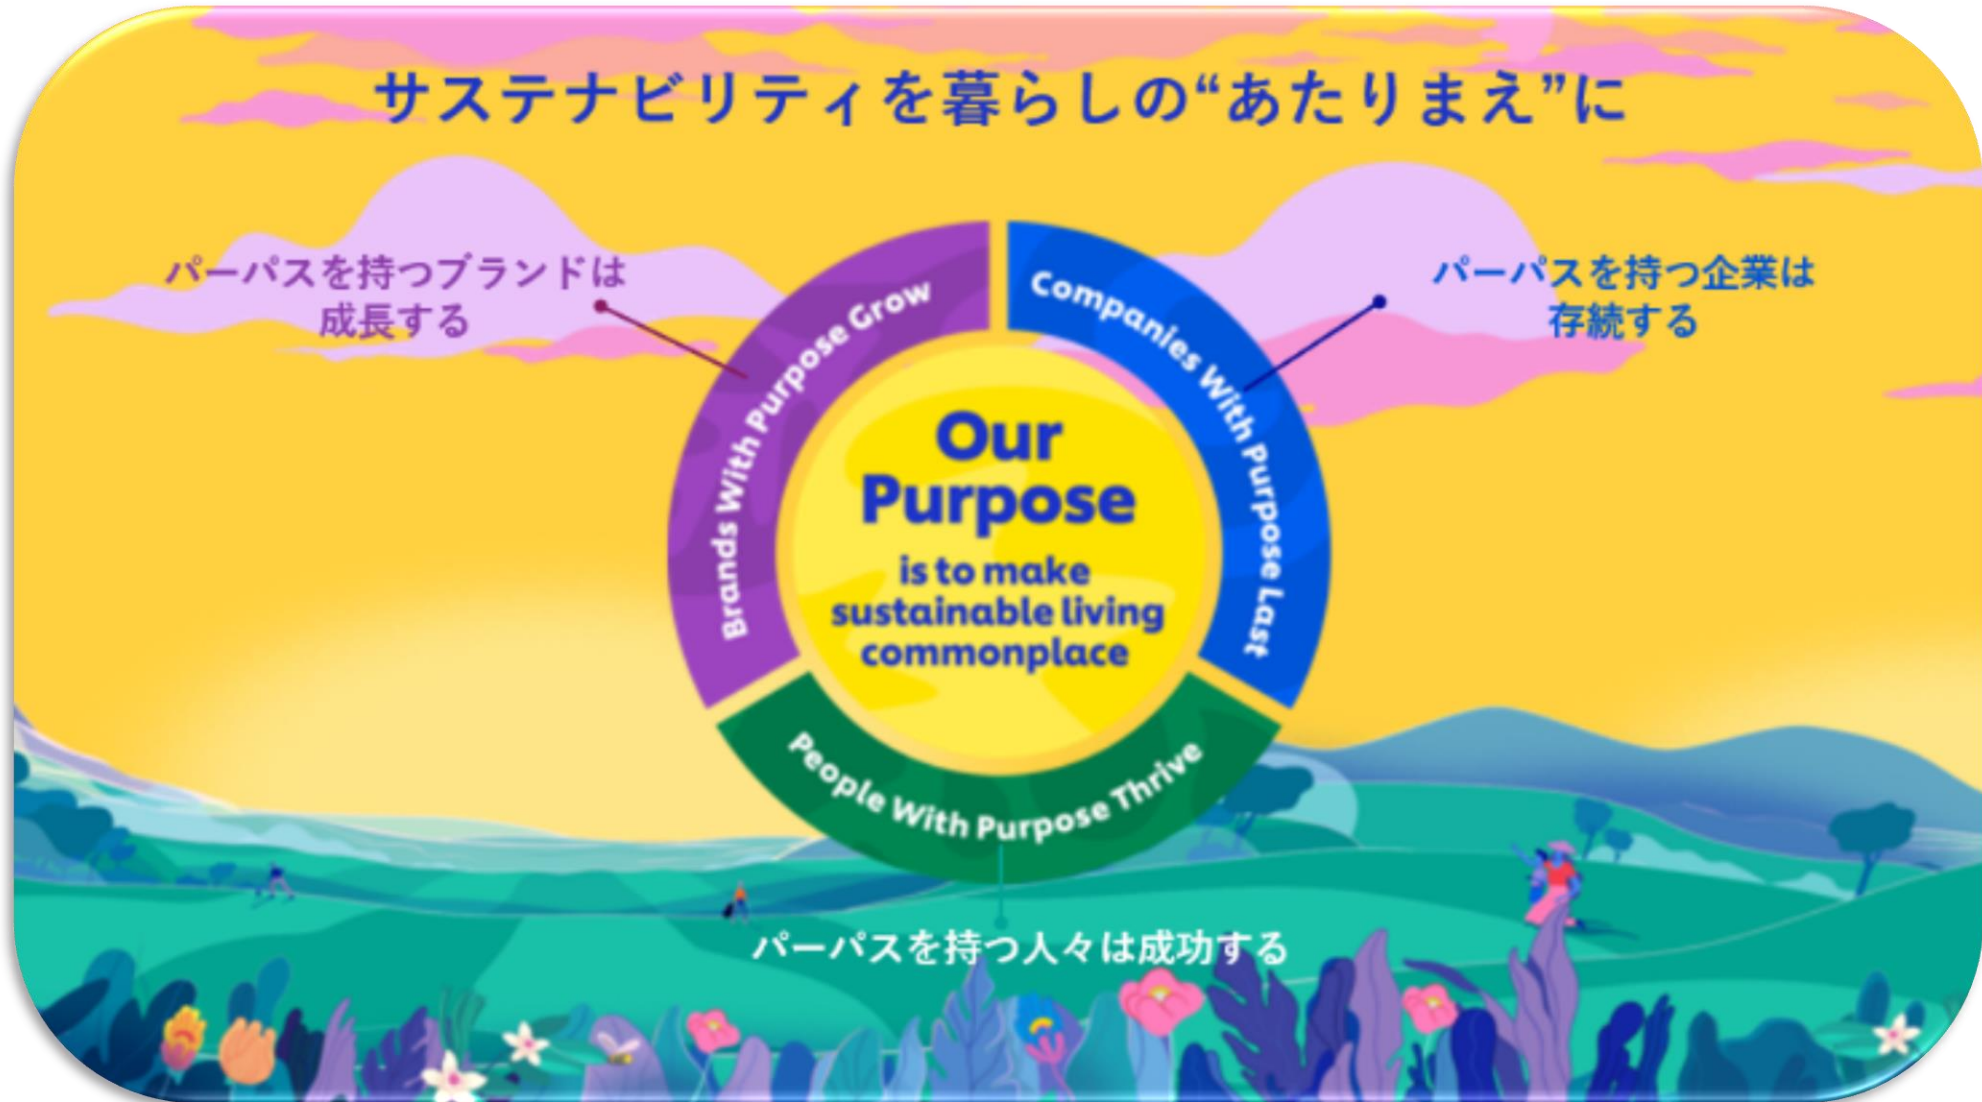 サステナビリティを暮らしの“あたりまえ”に
パーパスを持つブランドは
成長する
パーパスを持つ企業は
存続する
Brands With Purpose Grow
Companies With Purpose Last
Our
Purpose
is to make
sustainable living
commonplace
People With Purpose Thrive
パーパスを持つ人々は成功する